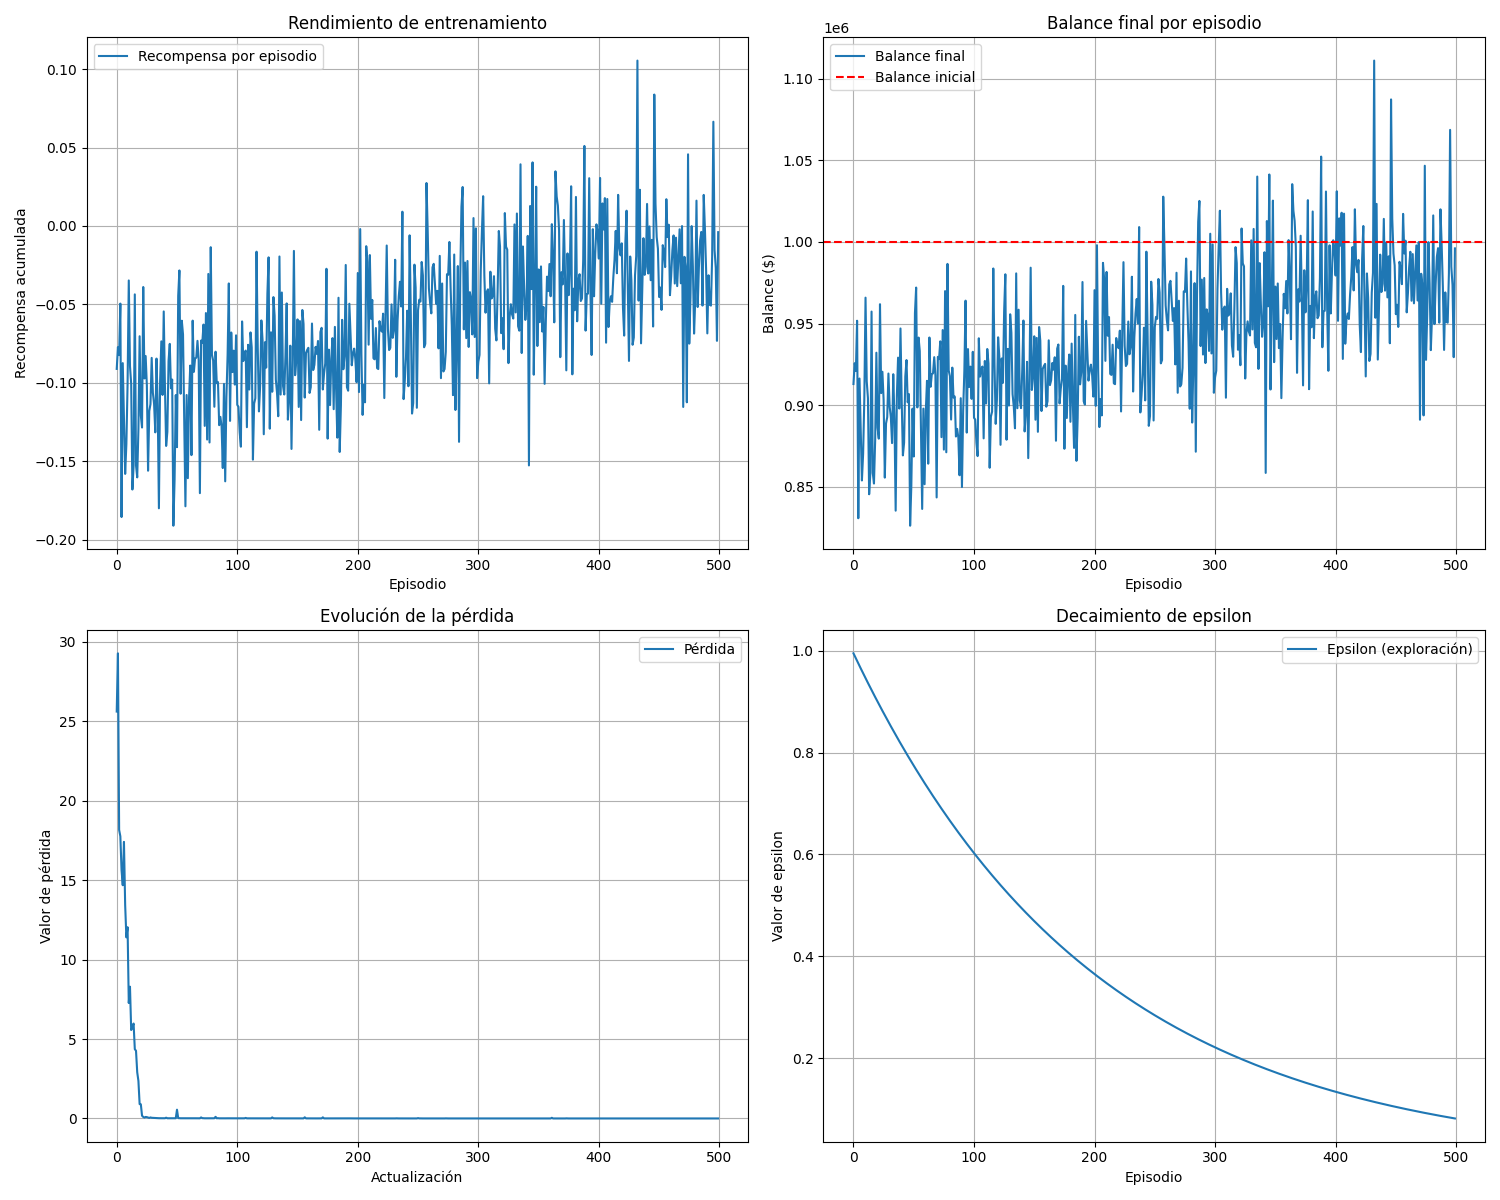 Rendimiento de entrenamiento
Recompensa por episodio
0.10
0.05
0.00
−0.05
−0.10
−0.15
−0.20
Recompensa acumulada
0
100
200
300
400
500
Episodio
Balance final por episodio
1e6
Balance final
Balance inicial
1.10
1.05
1.00
0.95
0.90
0.85
Balance ($)
0
100
200
300
400
500
Episodio
Evolución de la pérdida
Pérdida
30
25
20
15
10
5
0
Valor de pérdida
0
100
200
300
400
500
Actualización
Decaimiento de epsilon
Epsilon (exploración)
1.0
0.8
0.6
0.4
0.2
Valor de epsilon
0
100
200
300
400
500
Episodio